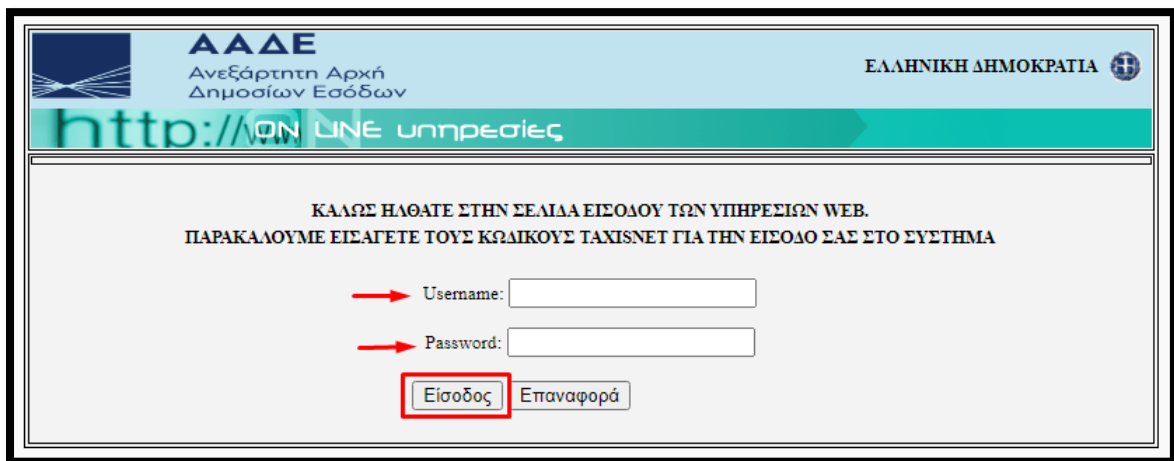 ΑΑΔΕ
Ανεξάρτητη Αρχή
Δημοσίων Εσόδων
ΕΛΛΗΝΙΚΗ ΔΗΜΟΚΡΑΤΙΑ
http://www
ON LINE υπηρεσίες
ΚΑΛΩΣ ΗΛΘΑΤΕ ΣΤΗΝ ΣΕΛΙΔΑ ΕΙΣΟΔΟΥ ΤΩΝ ΥΠΗΡΕΣΙΩΝ WEB.
ΠΑΡΑΚΑΛΟΥΜΕ ΕΙΣΑΓΕΤΕ ΤΟΥΣ ΚΩΔΙΚΟΥΣ TAXISNET ΓΙΑ ΤΗΝ ΕΙΣΟΔΟ ΣΑΣ ΣΤΟ ΣΥΣΤΗΜΑ
Username:
Password:
Είσοδος Επαναφορά